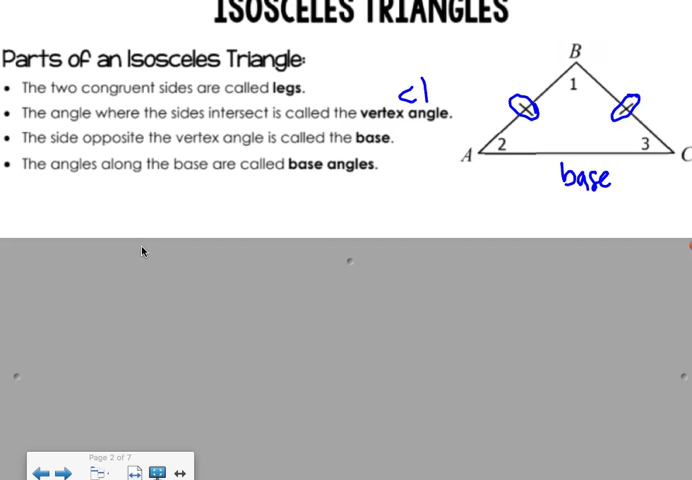 ISOSCELES TRIANGLES
Parts of an Isosceles Triangle:
• The two congruent sides are called legs.
<1
• The angle where the sides intersect is called the vertex angle.
• The side opposite the vertex angle is called the base.
• The angles along the base are called base angles.
B
1
A
2
3
C
base
Page 2 of 7